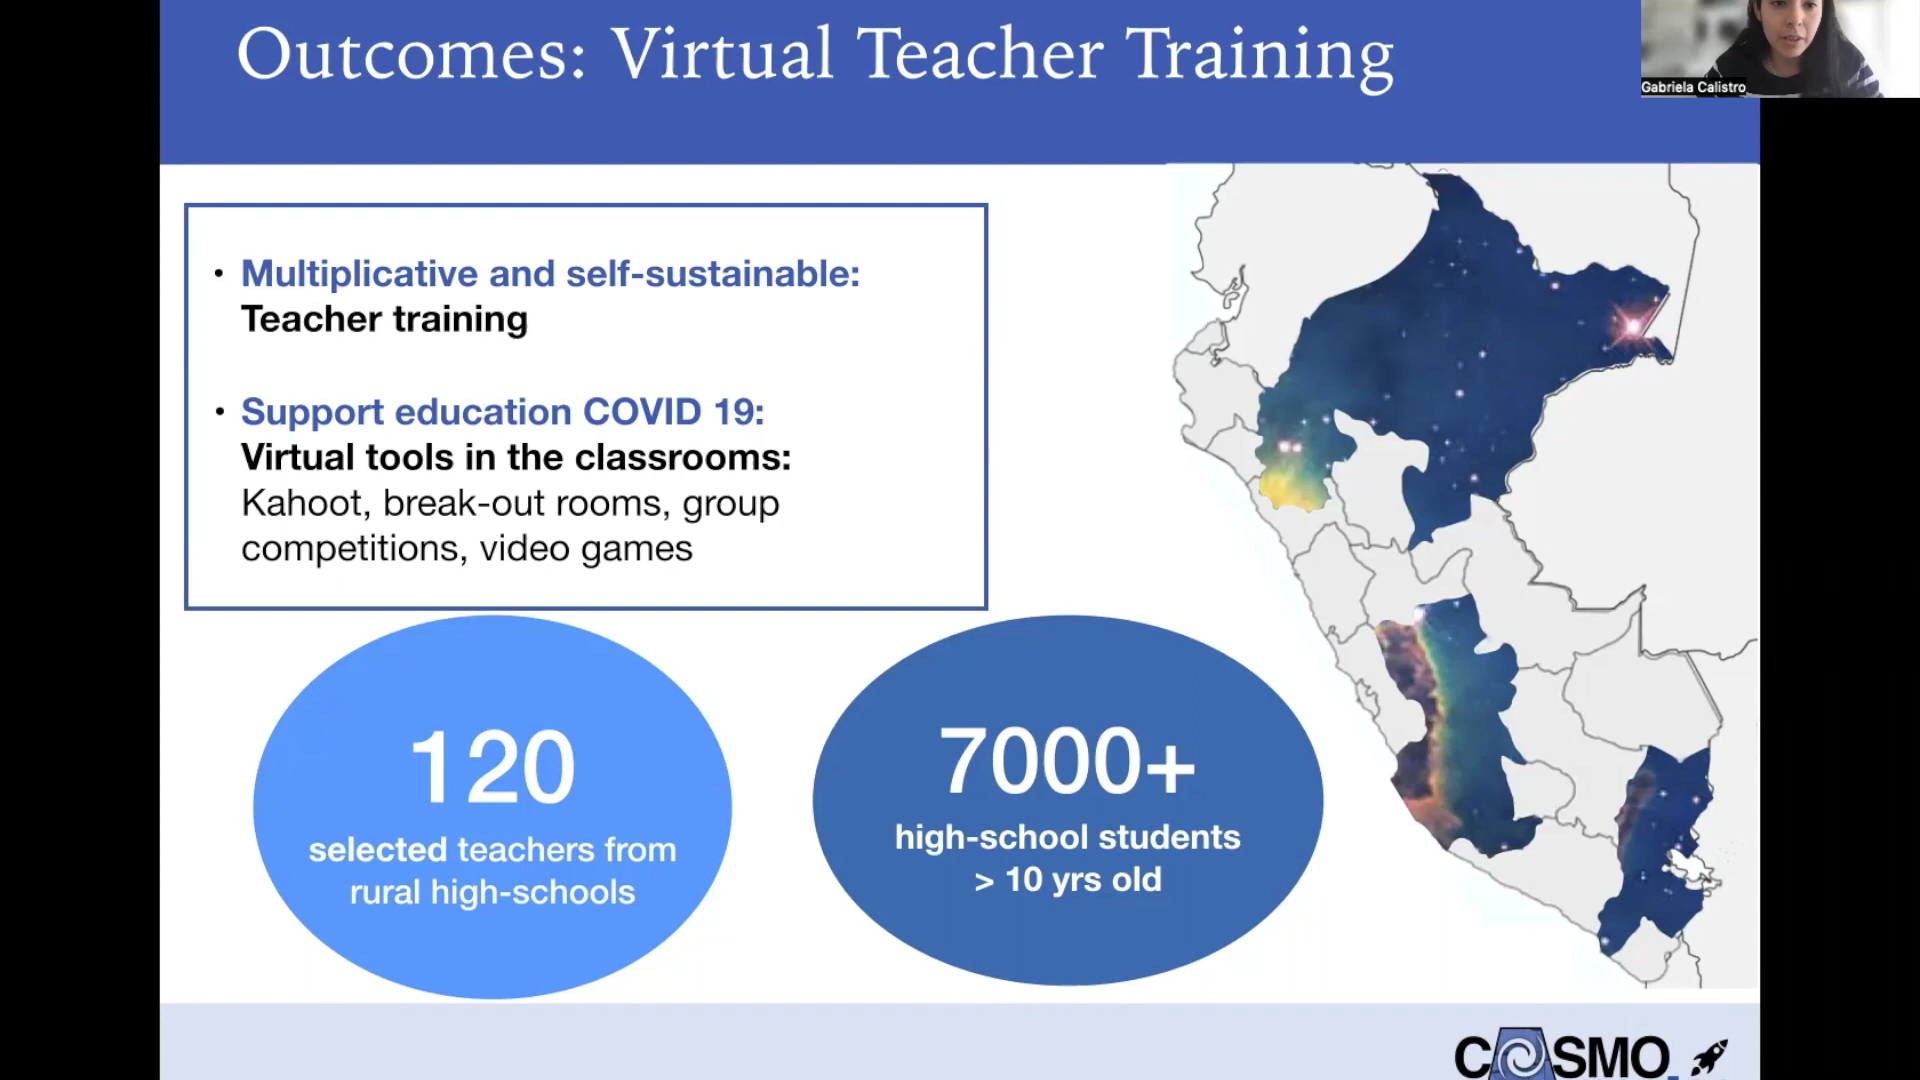 Outcomes: Virtual Teacher Training
Gabriela Calistro
• Multiplicative and self-sustainable:
Teacher training
• Support education COVID 19:
Virtual tools in the classrooms:
Kahoot, break-out rooms, group
competitions, video games
120
selected teachers from
rural high-schools
7000+
high-school students
> 10 yrs old
COSMO